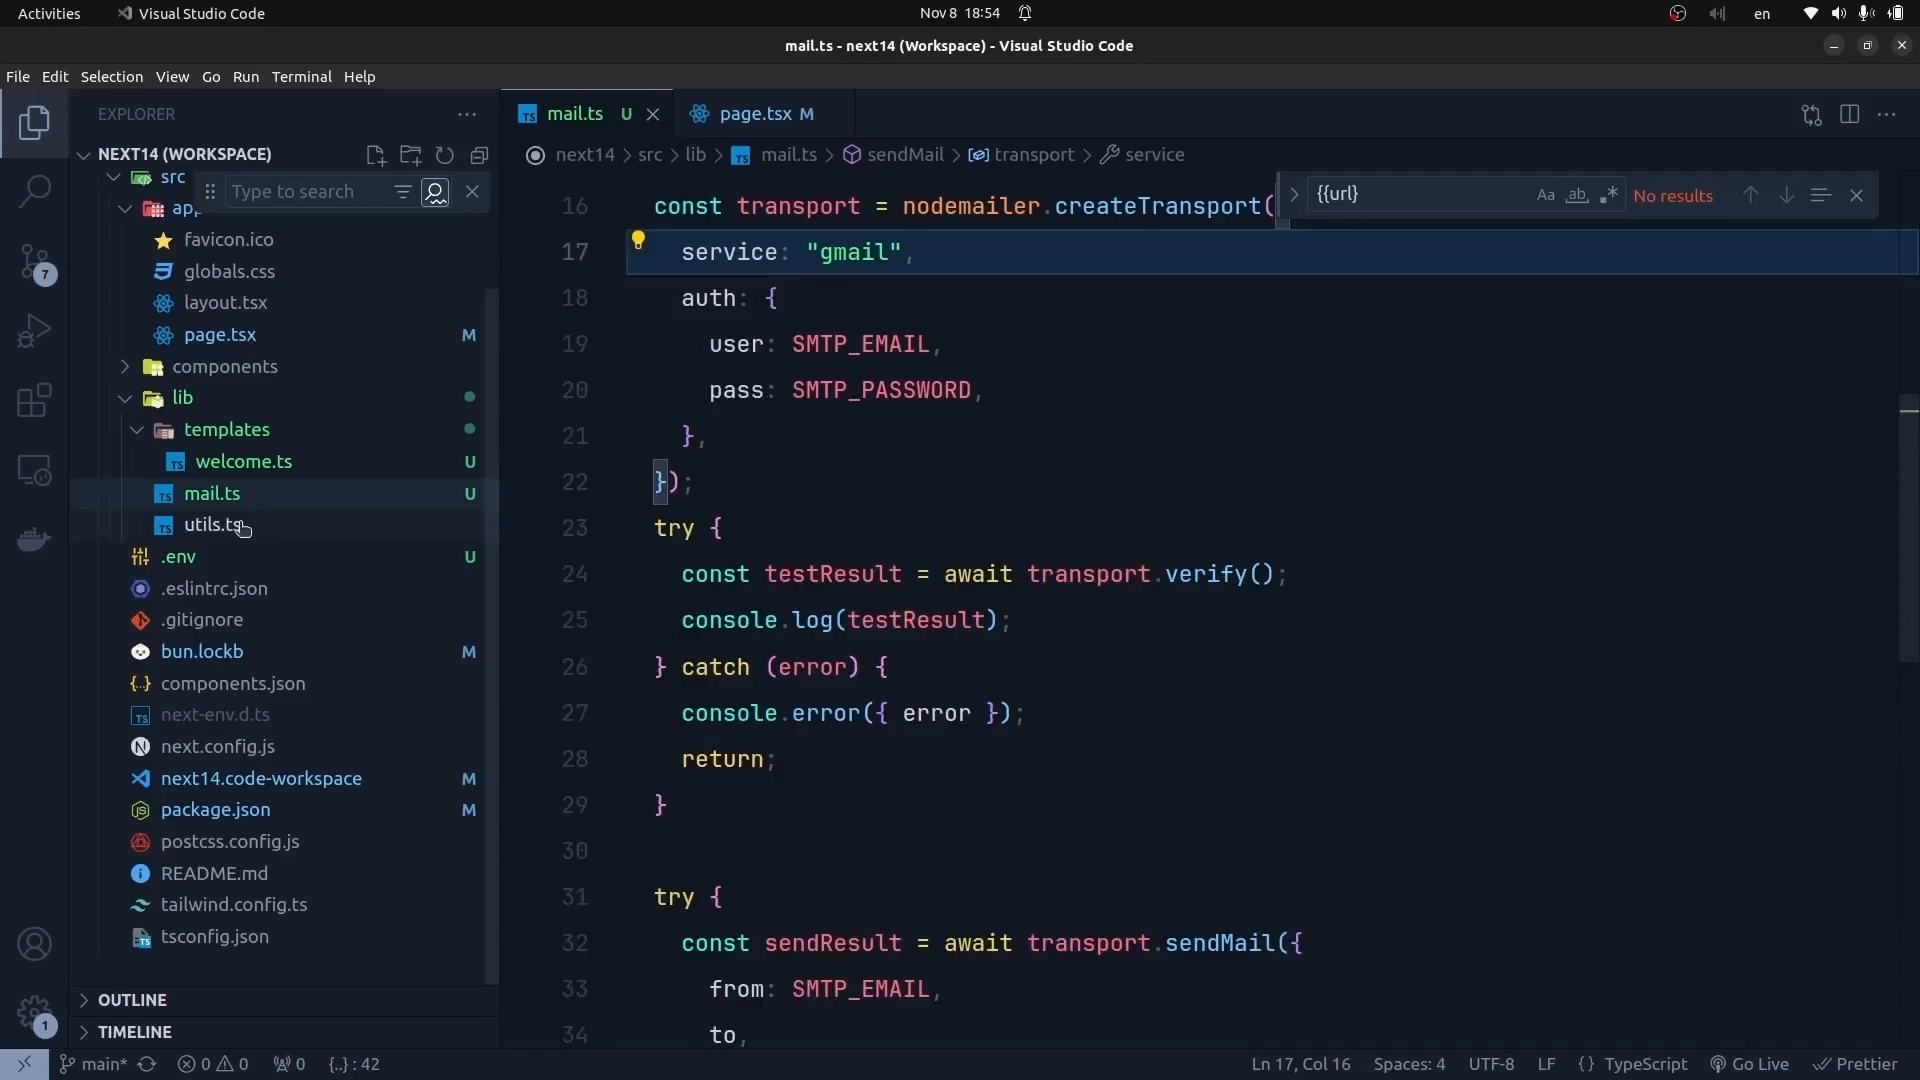 Activities
Visual Studio Code
Nov 8 18:54
en
mail.ts - next14 (Workspace) - Visual Studio Code
File Edit Selection View Go Run Terminal Help
EXPLORER
NEXT14 (WORKSPACE)
src
Type to search
app
favicon.ico
globals.css
layout.tsx
page.tsx M
components
lib
templates
welcome.ts U
mail.ts U
utils.ts
.env U
.eslintrc.json
.gitignore
bun.lockb M
components.json
next-env.d.ts
next.config.js
next14.code-workspace M
package.json M
postcss.config.js
README.md
tailwind.config.ts
tsconfig.json
OUTLINE
TIMELINE
7
1
mail.ts U
page.tsx M
next14 > src > lib > mail.ts > sendMail > transport > service
{{url}
Aa ab
No results
16 const transport = nodemailer.createTransport(
17 service: "gmail",
18 auth: {
19 user: SMTP_EMAIL,
20 pass: SMTP_PASSWORD,
21 },
22 });
23 try {
24 const testResult = await transport.verify();
25 console.log(testResult);
26 } catch (error) {
27 console.error({ error });
28 return;
29 }
30
31 try {
32 const sendResult = await transport.sendMail({
33 from: SMTP_EMAIL,
34 to,
main* 0 0 0 {..} : 42
Ln 17, Col 16 Spaces: 4 UTF-8 LF {} TypeScript Go Live Prettier